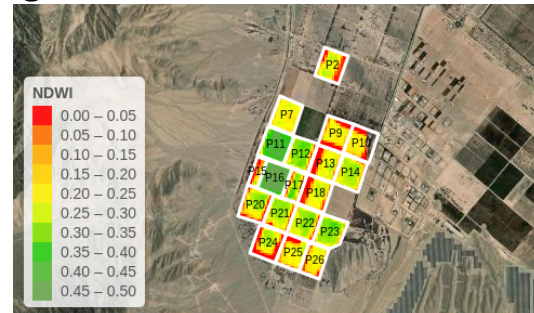 NDWI
0.00 – 0.05
0.05 – 0.10
0.10 – 0.15
0.15 – 0.20
0.20 – 0.25
0.25 – 0.30
0.30 – 0.35
0.35 – 0.40
0.40 – 0.45
0.45 – 0.50
P2
P7
P9
P10
P11
P12
P13
P14
P15
P16
P17
P18
P20
P21
P22
P23
P24
P25
P26